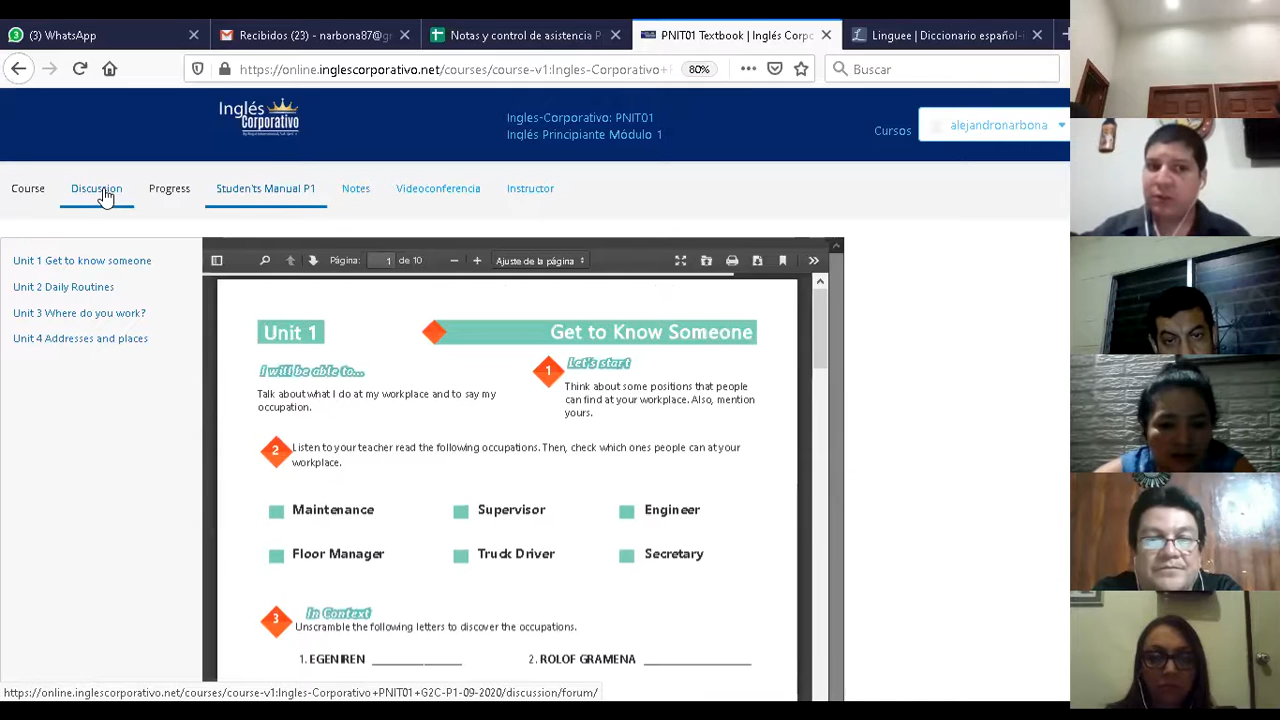 (3) WhatsApp
Recibidos (23) - narbona87@g
Notas y control de asistencia P
PNIT01 Textbook | Inglés Corpo
Linguee | Diccionario español-i
https://online.inglescorporativo.net/courses/course-v1:Ingles-Corporativo+
80%
Buscar
Inglés
Corporativo
Ingles-Corporativo: PNIT01
Inglés Principiante Módulo 1
Cursos
alejandronarbona
Course
Discussion
Progress
Studen'ts Manual P1
Notes
Videoconferencia
Instructor
Unit 1 Get to know someone
Unit 2 Daily Routines
Unit 3 Where do you work?
Unit 4 Addresses and places
Página: 1 de 10
Ajuste de la página
Unit 1
Get to Know Someone
I will be able to...
Talk about what I do at my workplace and to say my
occupation.
1
Let's start
Think about some positions that people
can find at your workplace. Also, mention
yours.
2
Listen to your teacher read the following occupations. Then, check which ones people can at your
workplace.
Maintenance
Supervisor
Engineer
Floor Manager
Truck Driver
Secretary
3
In Context
Unscramble the following letters to discover the occupations.
1. EGENIREN
2. ROLOF GRAMENA
https://online.inglescorporativo.net/courses/course-v1:Ingles-Corporativo+PNIT01+G2C-P1-09-2020/discussion/forum/